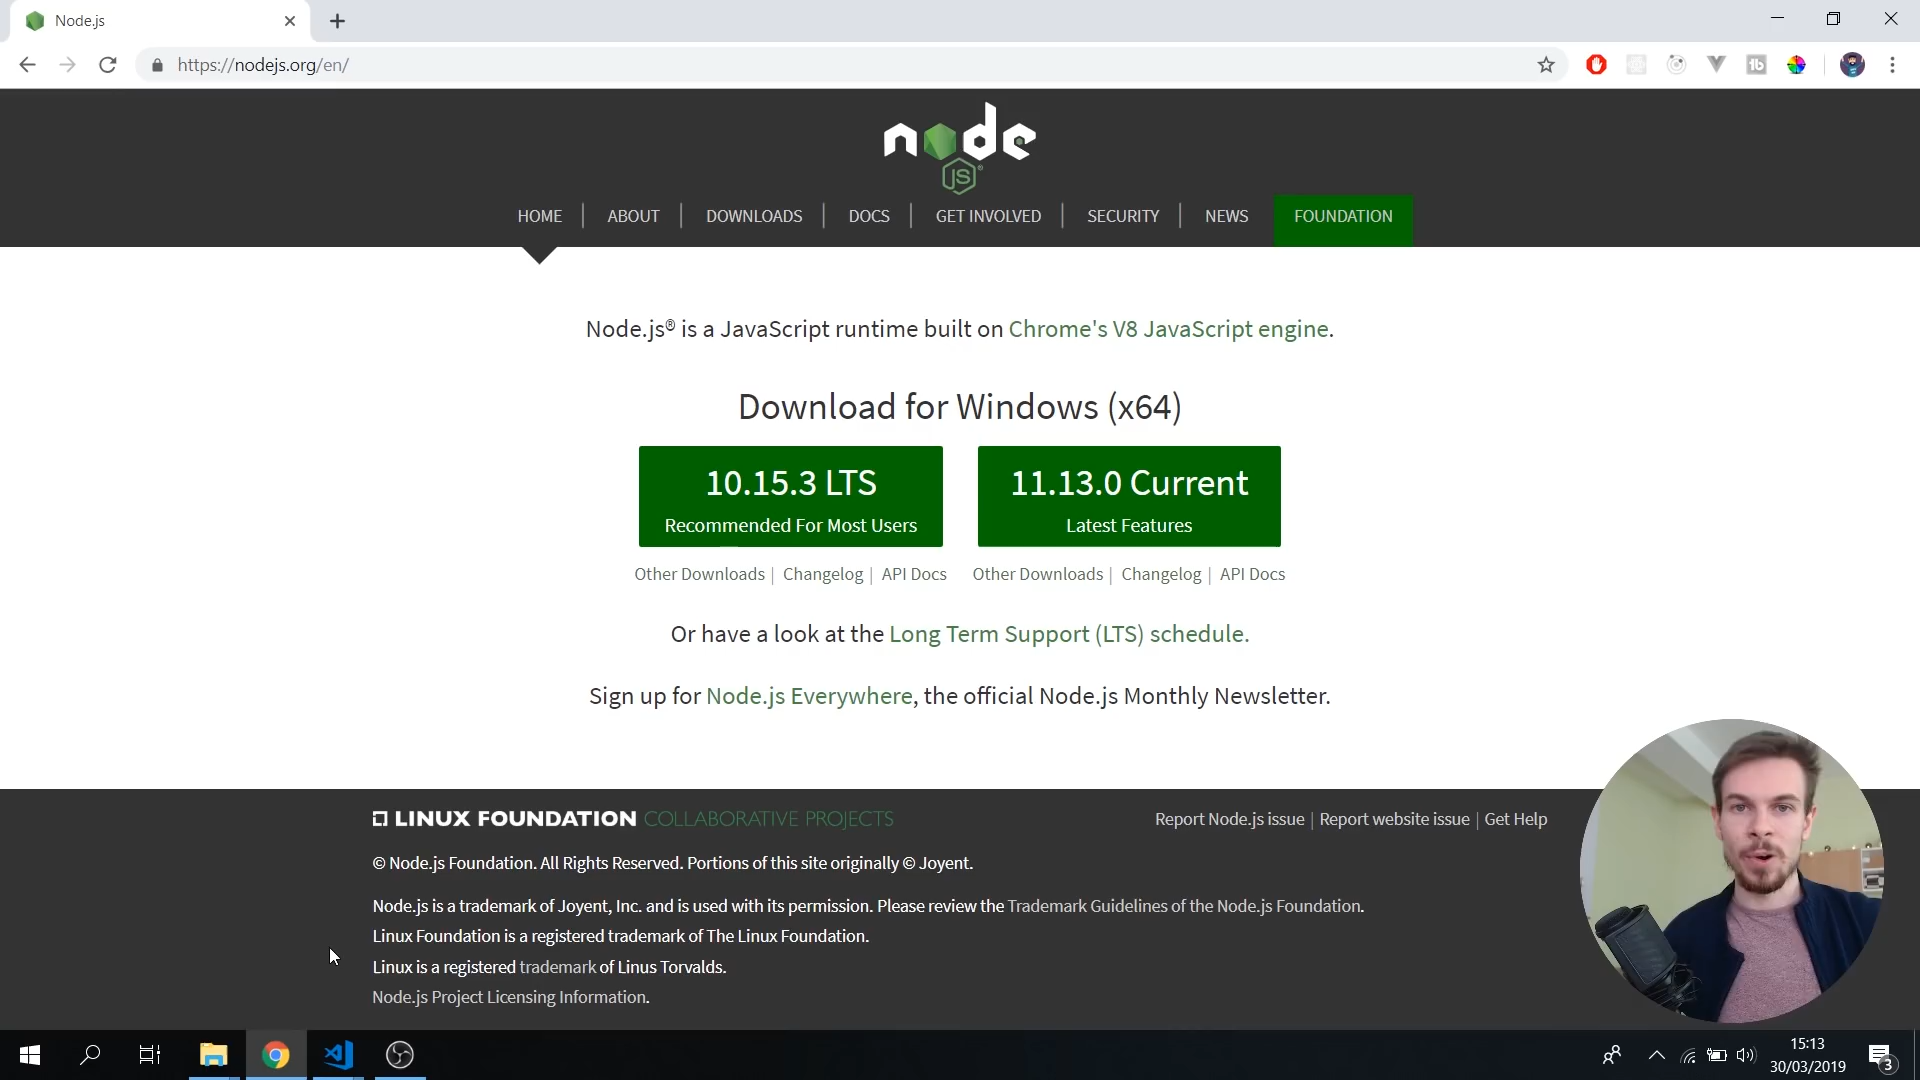 Node.js
https://nodejs.org/en/
node
JS
HOME | ABOUT | DOWNLOADS | DOCS | GET INVOLVED | SECURITY | NEWS FOUNDATION
Node.js® is a JavaScript runtime built on Chrome's V8 JavaScript engine.
Download for Windows (x64)
10.15.3 LTS
Recommended For Most Users
11.13.0 Current
Latest Features
Other Downloads | Changelog | API Docs
Other Downloads | Changelog | API Docs
Or have a look at the Long Term Support (LTS) schedule.
Sign up for Node.js Everywhere, the official Node.js Monthly Newsletter.
LINUX FOUNDATION COLLABORATIVE PROJECTS
Report Node.js issue | Report website issue | Get Help
© Node.js Foundation. All Rights Reserved. Portions of this site originally © Joyent.
Node.js is a trademark of Joyent, Inc. and is used with its permission. Please review the Trademark Guidelines of the Node.js Foundation.
Linux Foundation is a registered trademark of The Linux Foundation.
Linux is a registered trademark of Linus Torvalds.
Node.js Project Licensing Information.
15:13
30/03/2019
3